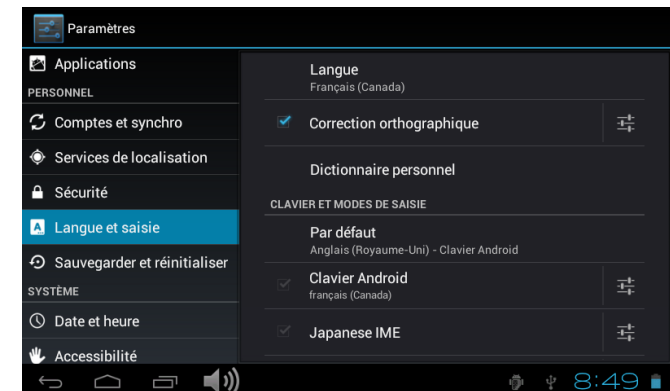 Paramètres
Applications
PERSONNEL
Comptes et synchro
Services de localisation
Sécurité
Langue et saisie
Sauvegarder et réinitialiser
SYSTÈME
Date et heure
Accessibilité
Langue
Français (Canada)
Correction orthographique
Dictionnaire personnel
CLAVIER ET MODES DE SAISIE
Par défaut
Anglais (Royaume-Uni) - Clavier Android
Clavier Android
français (Canada)
Japanese IME
8:49